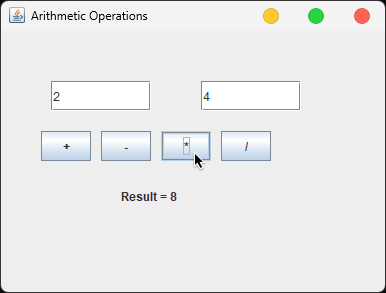 Arithmetic Operations
2 4
+ - * /
Result = 8